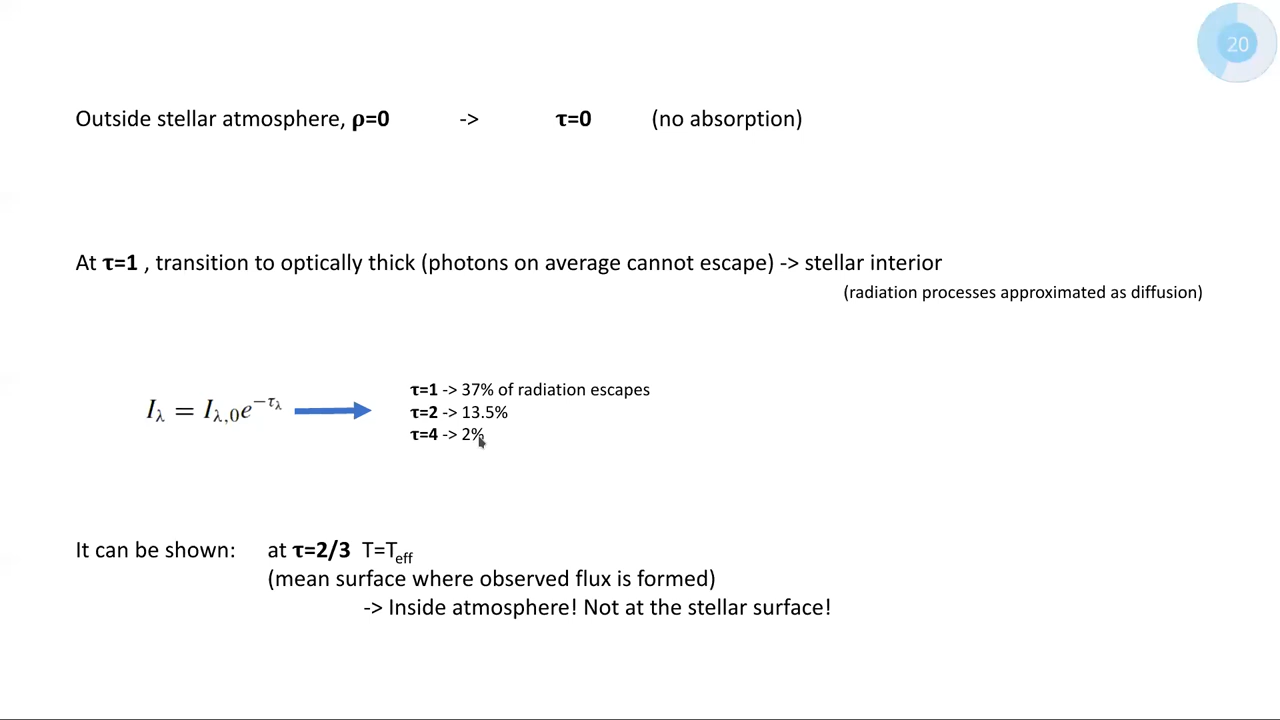 20
Outside stellar atmosphere, ρ=0 -> τ=0 (no absorption)
At τ=1 , transition to optically thick (photons on average cannot escape) -> stellar interior
(radiation processes approximated as diffusion)
τ=1 -> 37% of radiation escapes
I_λ = I_{λ,0}e^{−τ_λ}
τ=2 -> 13.5%
τ=4 -> 2%
It can be shown: at τ=2/3 T=T_eff
(mean surface where observed flux is formed)
-> Inside atmosphere! Not at the stellar surface!